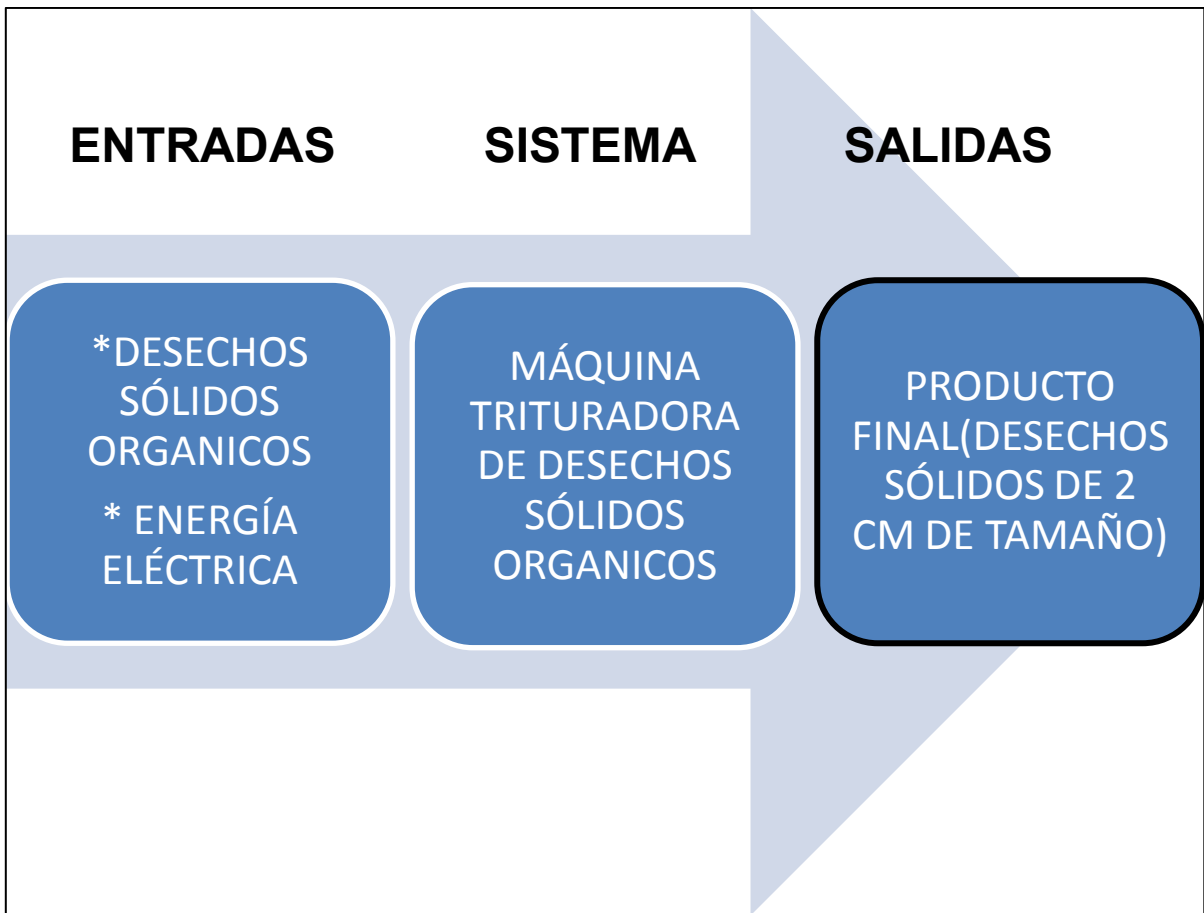 ENTRADAS SISTEMA SALIDAS
*DESECHOS
SÓLIDOS
ORGANICOS
* ENERGÍA
ELÉCTRICA
MÁQUINA
TRITURADORA
DE DESECHOS
SÓLIDOS
ORGANICOS
PRODUCTO
FINAL(DESECHOS
SÓLIDOS DE 2
CM DE TAMAÑO)